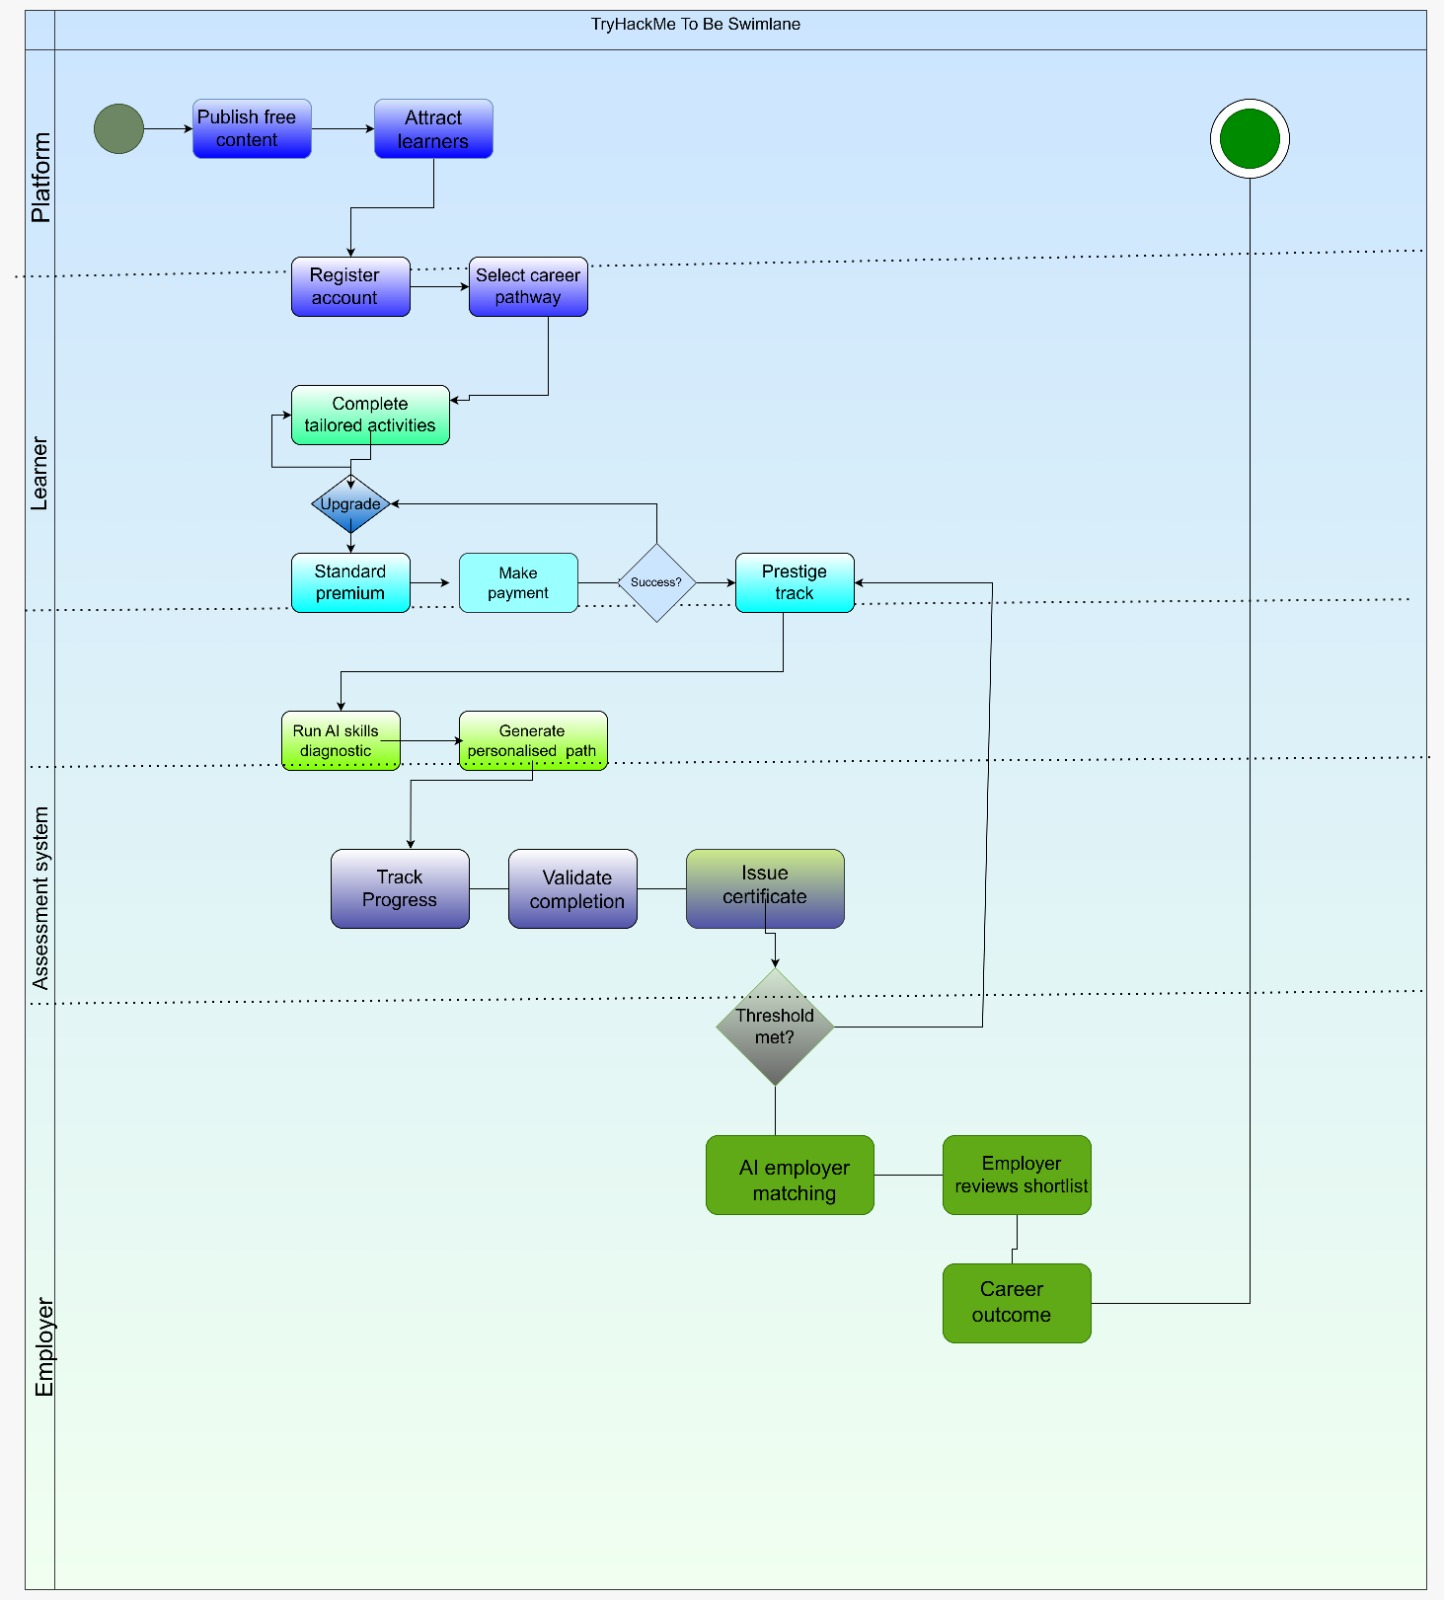 TryHackMe To Be Swimlane
Platform
Publish free
content
Attract
learners
Register
account
Select career
pathway
Learner
Complete
tailored activities
Upgrade
Standard
premium
Make
payment
Success?
Prestige
track
Run AI skills
diagnostic
Generate
personalised path
Assessment system
Track
Progress
Validate
completion
Issue
certificate
Threshold
met?
Employer
AI employer
matching
Employer
reviews shortlist
Career
outcome